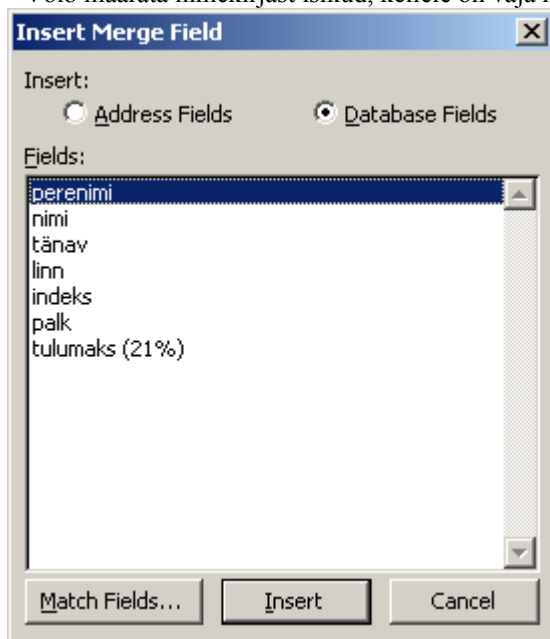 Insert Merge Field
Insert:
Address Fields Database Fields
Fields:
perenimi
nimi
tänav
linn
indeks
palk
tulumaks (21%)
Match Fields... Insert Cancel